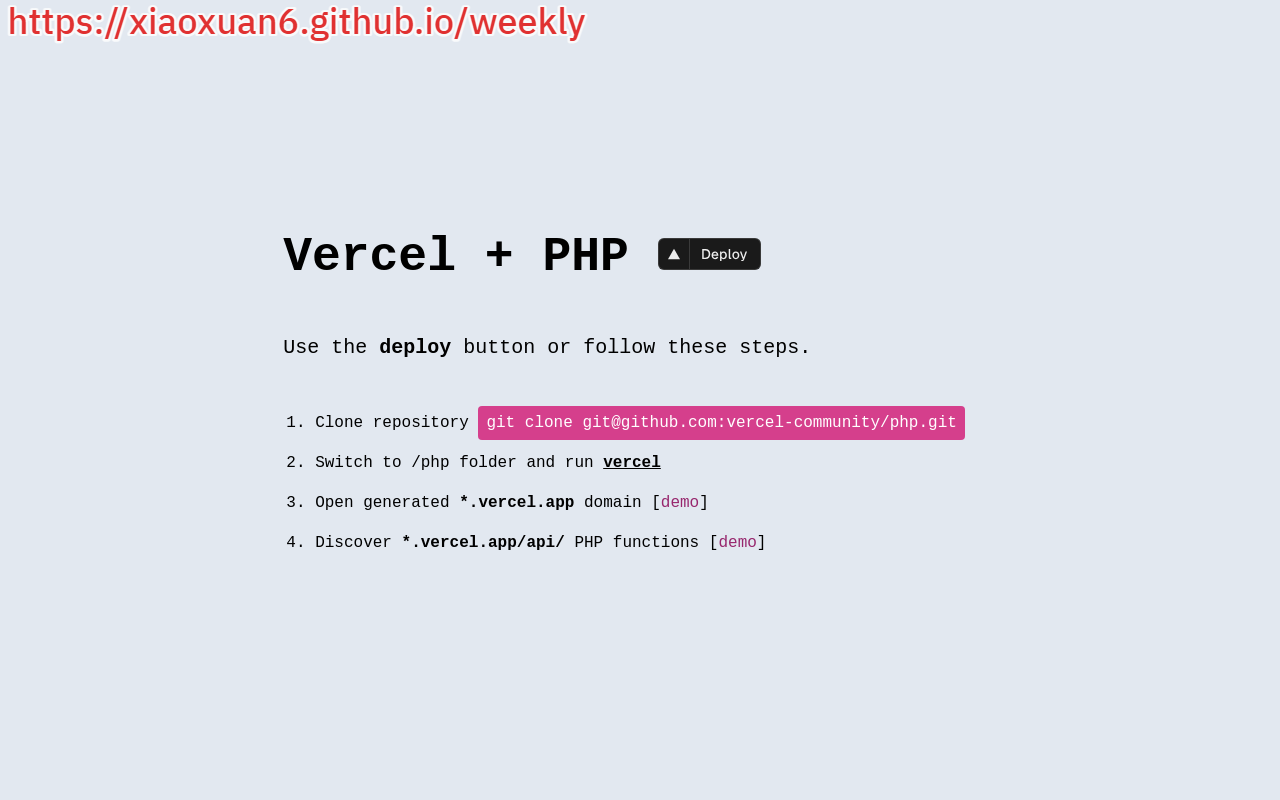 https://xiaoxuan6.github.io/weekly
Vercel + PHP
Deploy
Use the deploy button or follow these steps.
1. Clone repository git clone git@github.com:vercel-community/php.git
2. Switch to /php folder and run vercel
3. Open generated *.vercel.app domain [demo]
4. Discover *.vercel.app/api/ PHP functions [demo]